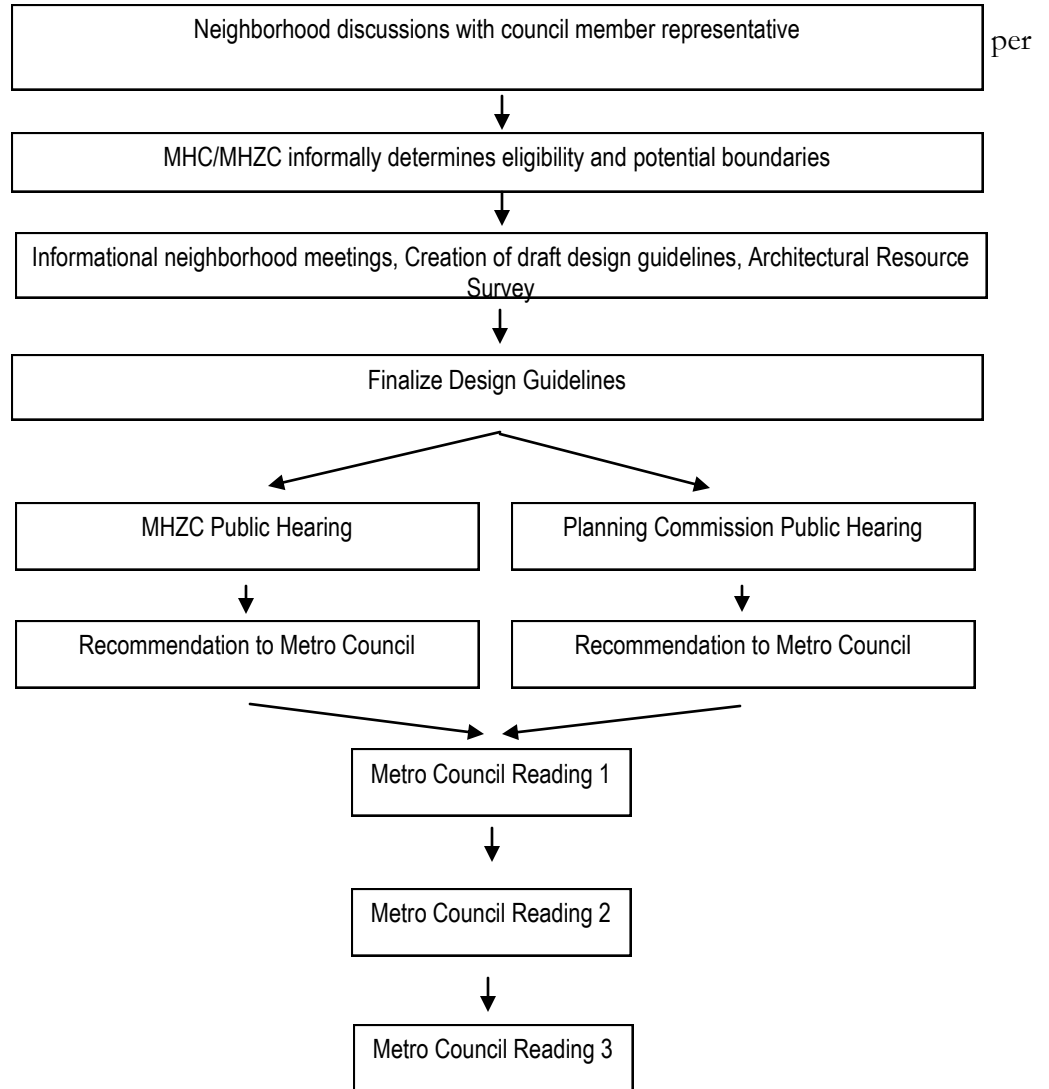 Neighborhood discussions with council member representative
per
MHC/MHZC informally determines eligibility and potential boundaries
Informational neighborhood meetings, Creation of draft design guidelines, Architectural Resource
Survey
Finalize Design Guidelines
MHZC Public Hearing
Planning Commission Public Hearing
Recommendation to Metro Council
Recommendation to Metro Council
Metro Council Reading 1
Metro Council Reading 2
Metro Council Reading 3